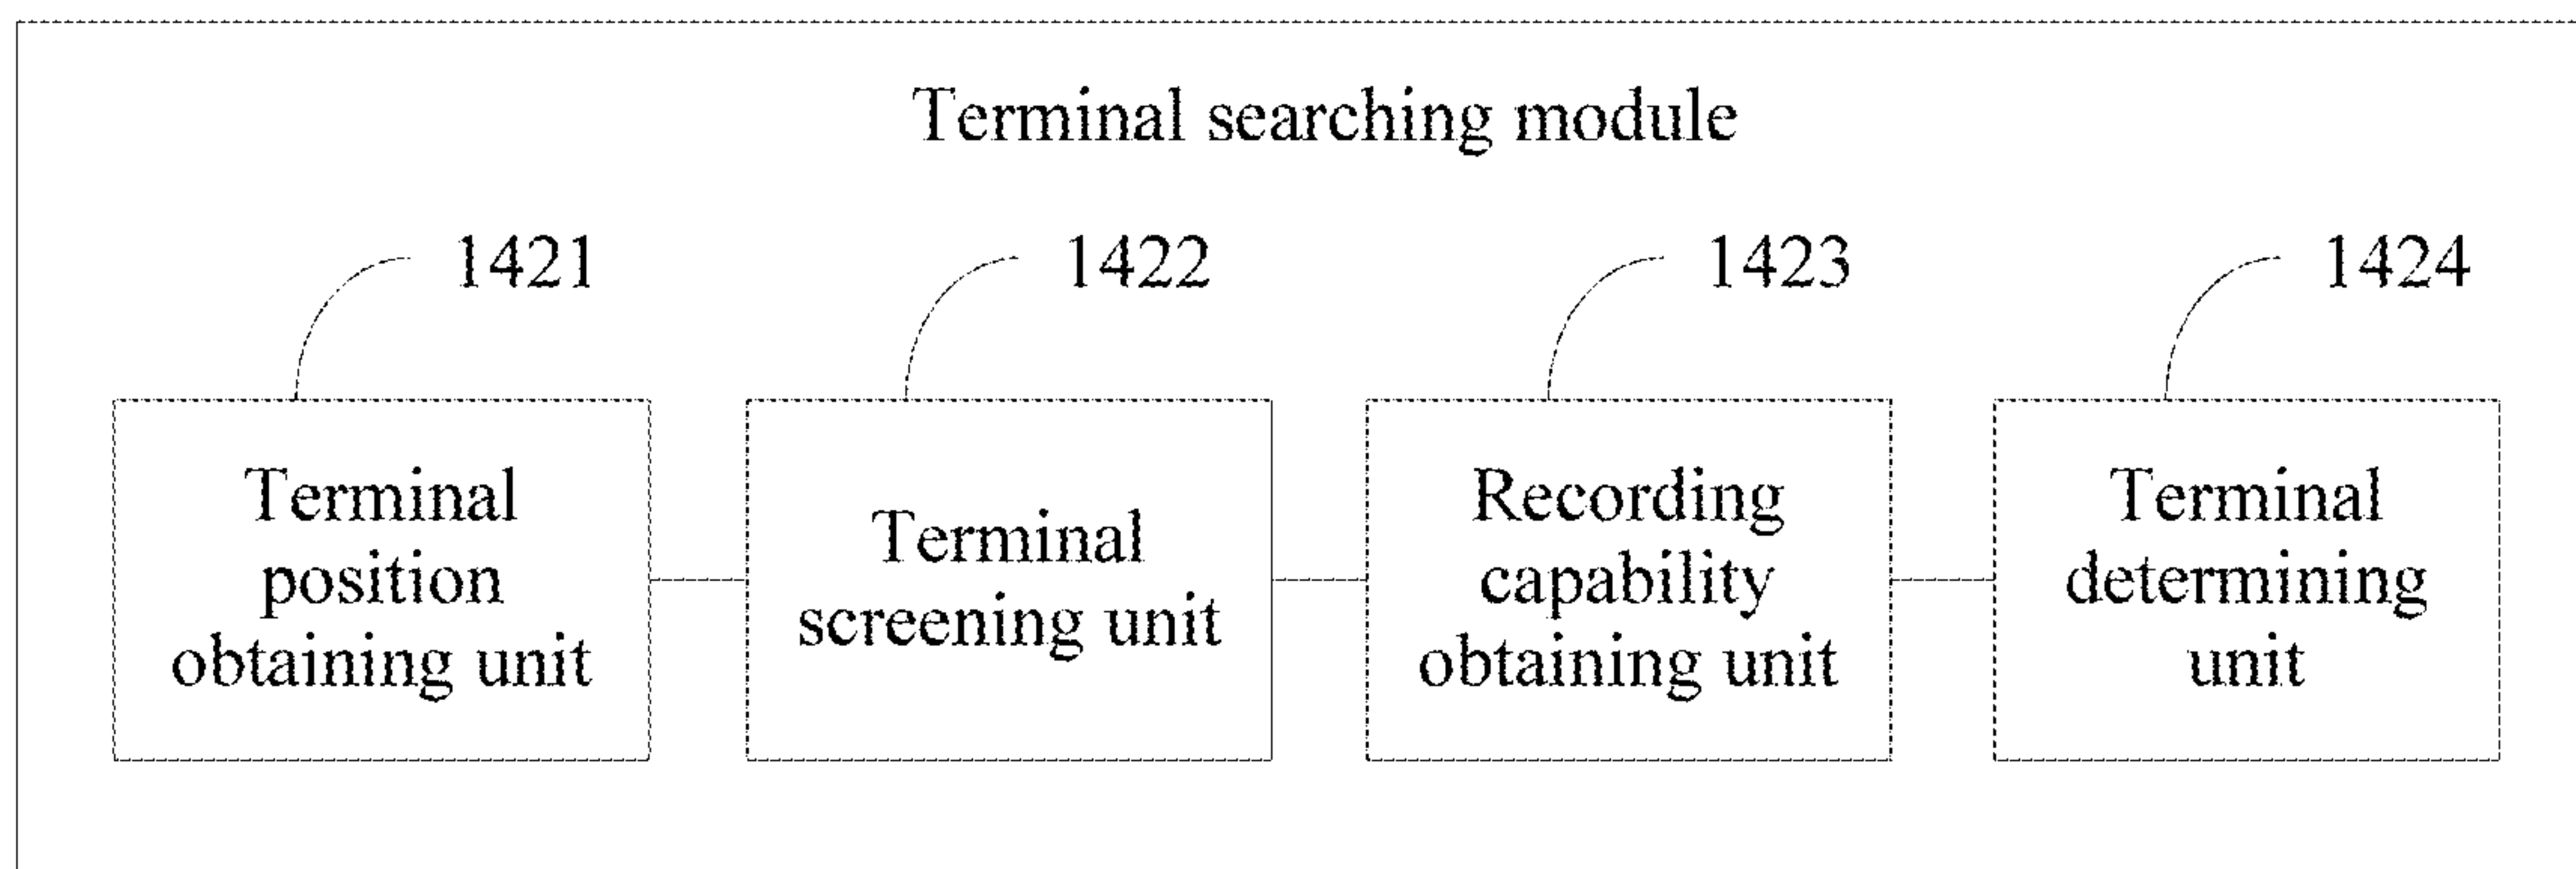 Terminal searching module
1421
1422
1423
1424
Terminal
position
obtaining unit
Terminal
screening unit
Recording
capability
obtaining unit
Terminal
determining
unit